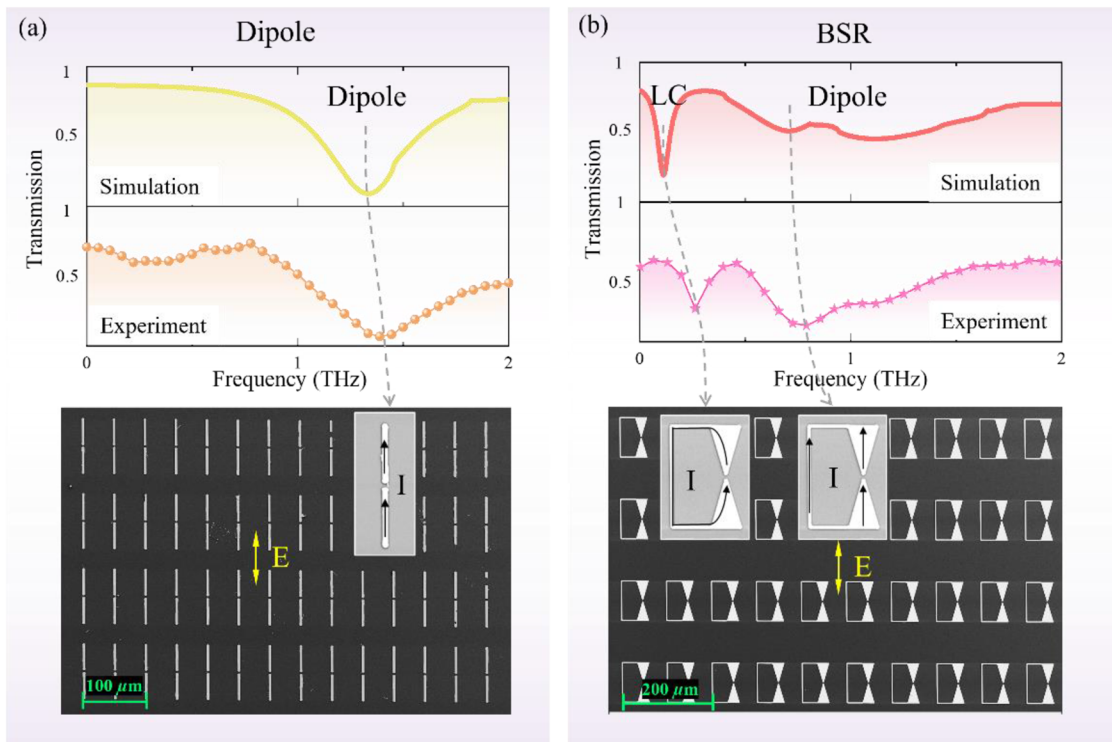 (a)
Dipole
1
0.5
Dipole
Simulation
1
0.5
Experiment
Transmission
0
1
2
Frequency (THz)
I
E
100 μm
(b)
BSR
1
0.5
LC
Dipole
Simulation
1
0.5
Experiment
Transmission
0
1
2
Frequency (THz)
I
I
E
200 μm